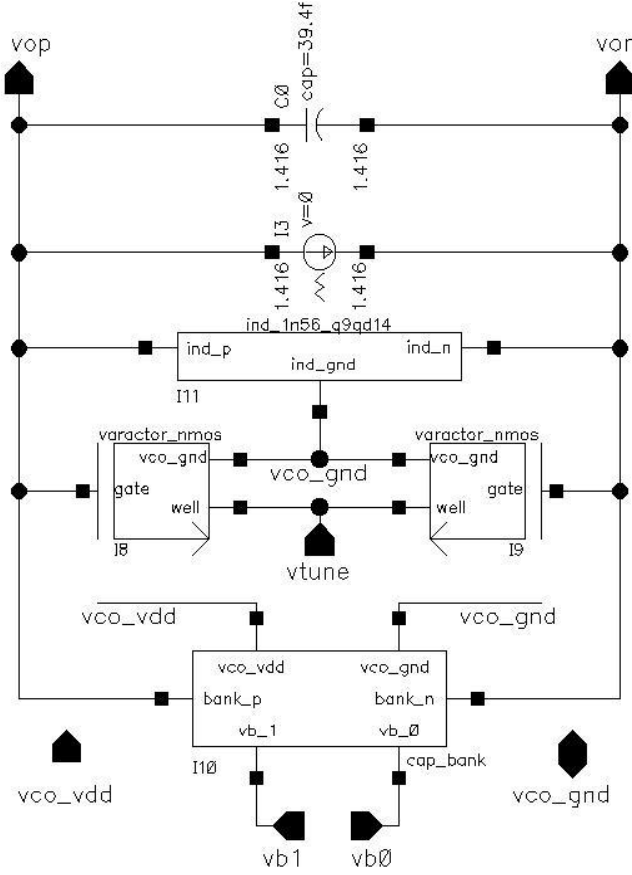 vop
von
cap=39.4f
C0
1.416
1.416
v=0
I3
1.416
1.416
ind_1n56_q9qd14
ind_p
ind_n
ind_gnd
I11
varactor_nmos
varactor_nmos
vco_gnd
vco_gnd
vco_gnd
gate
gate
well
well
I8
I9
vtune
vco_vdd
vco_gnd
vco_vdd
vco_gnd
bank_p
bank_n
vb_1
vb_0
I10
cap_bank
vco_vdd
vco_gnd
vb1
vb0